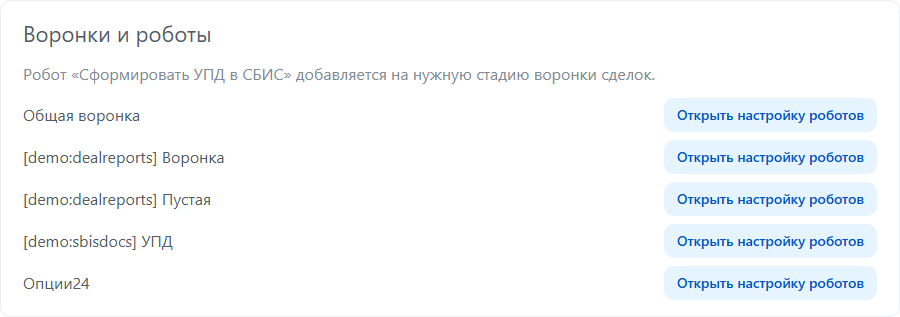 Воронки и роботы
Робот «Сформировать УПД в СБИС» добавляется на нужную стадию воронки сделок.
Общая воронка
Открыть настройку роботов
[demo:dealreports] Воронка
Открыть настройку роботов
[demo:dealreports] Пустая
Открыть настройку роботов
[demo:sbisdocs] УПД
Открыть настройку роботов
Опции24
Открыть настройку роботов